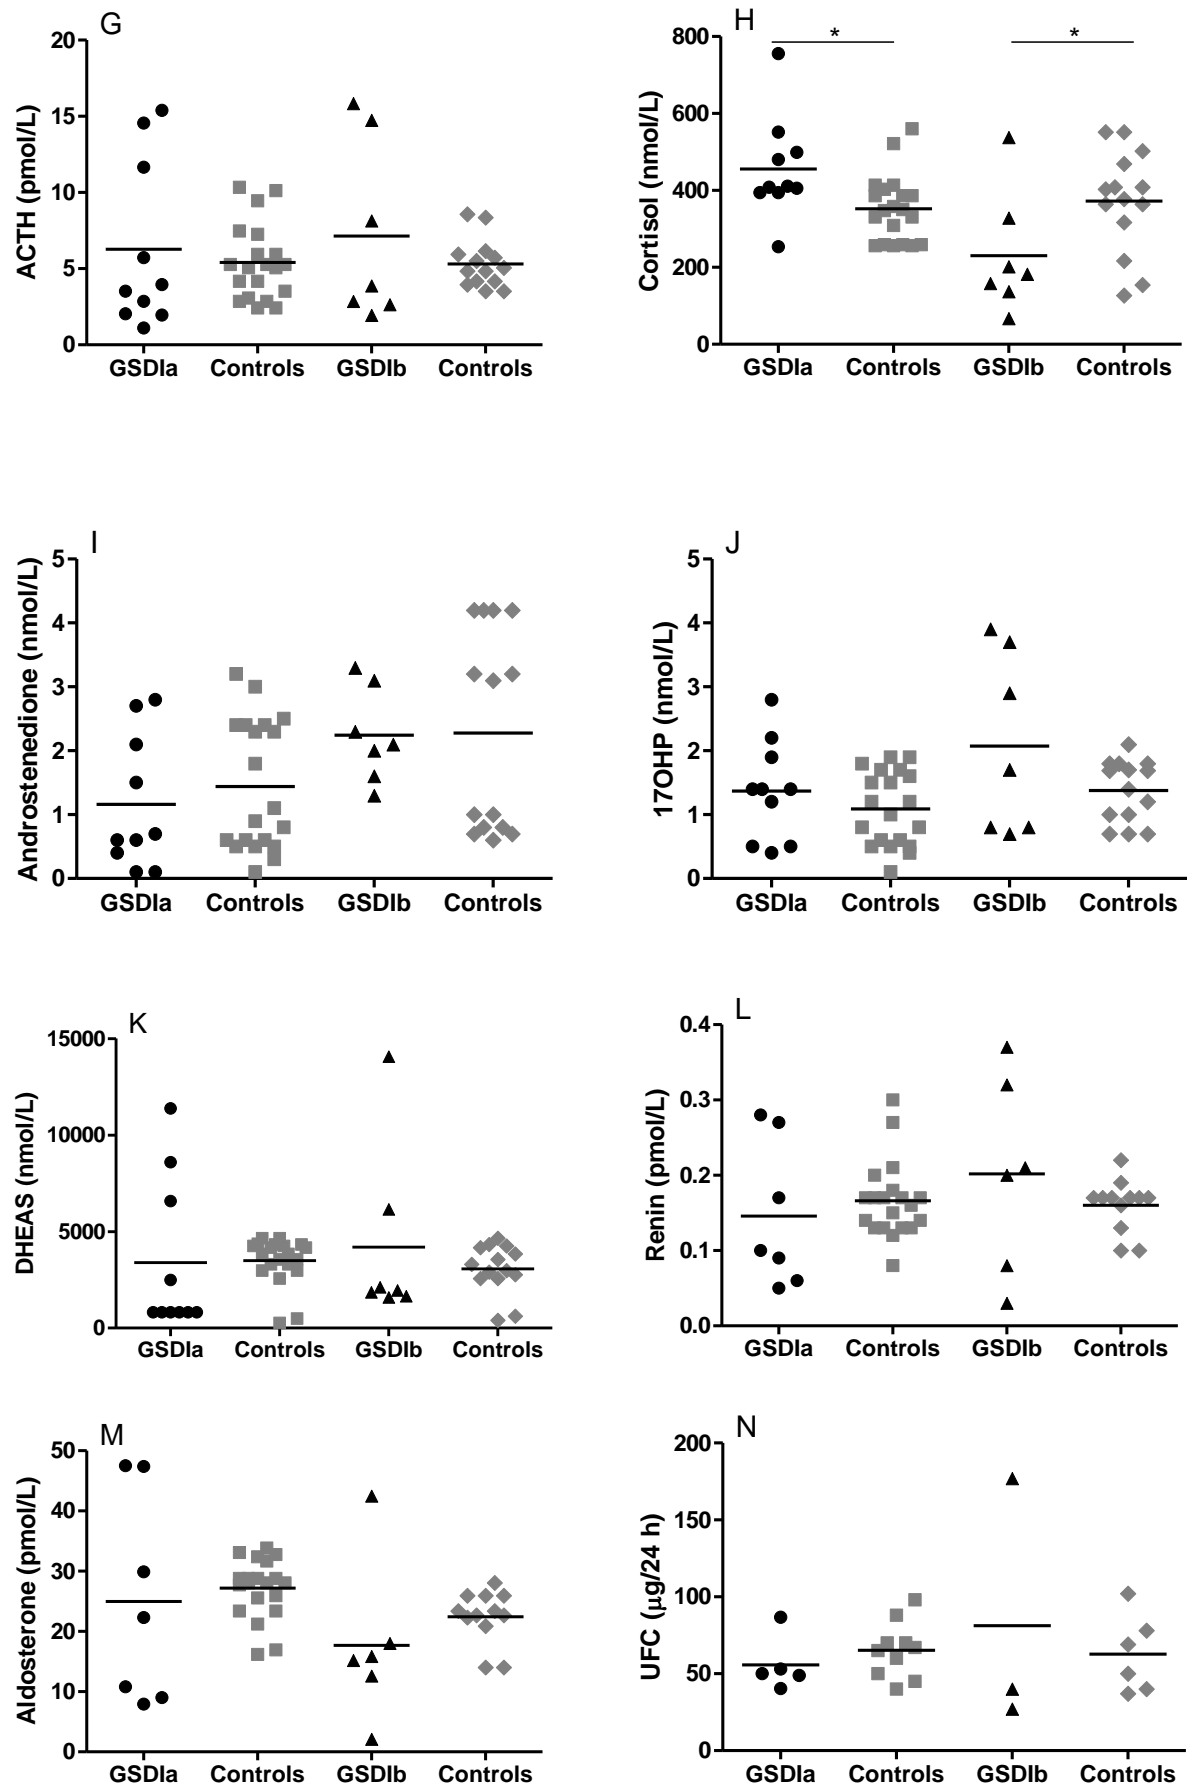 G
ACTH (pmol/L)
20
15
10
5
0
GSDIa Controls GSDIb Controls
H
Cortisol (nmol/L)
800
600
400
200
0
* *
GSDIa Controls GSDIb Controls
I
Androstenedione (nmol/L)
5
4
3
2
1
0
GSDIa Controls GSDIb Controls
J
17OHP (nmol/L)
5
4
3
2
1
0
GSDIa Controls GSDIb Controls
K
DHEAS (nmol/L)
15000
10000
5000
0
GSDIa Controls GSDIb Controls
L
Renin (pmol/L)
0.4
0.3
0.2
0.1
0.0
GSDIa Controls GSDIb Controls
M
Aldosterone (pmol/L)
50
40
30
20
10
0
GSDIa Controls GSDIb Controls
N
UFC (µg/24 h)
200
150
100
50
0
GSDIa Controls GSDIb Controls